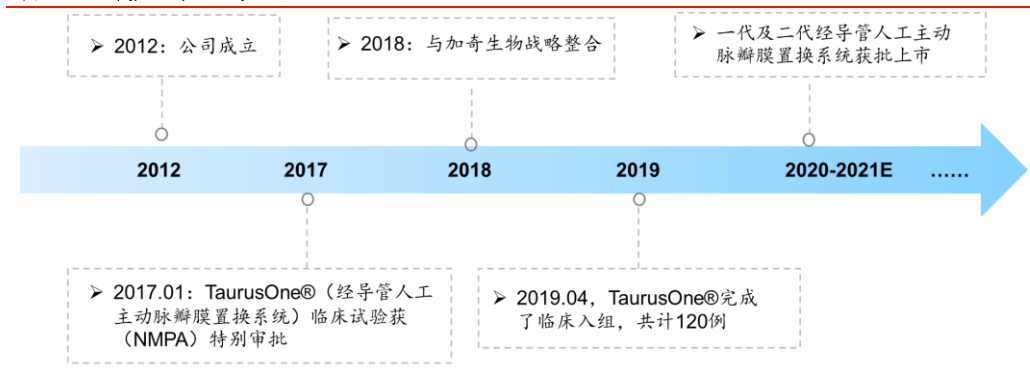 ➢ 2012：公司成立
➢ 2018：与加奇生物战略整合
➢ 一代及二代经导管人工主动
脉瓣膜置换系统获批上市
2012
2017
2018
2019
2020-2021E
......
➢ 2017.01：TaurusOne®（经导管人工
主动脉瓣膜置换系统）临床试验获
（NMPA）特别审批
➢ 2019.04，TaurusOne®完成
了临床入组，共计120例